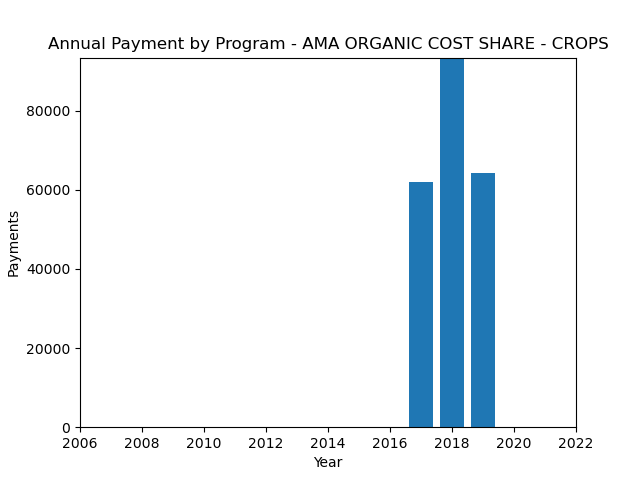 Annual Payment by Program - AMA ORGANIC COST SHARE - CROPS
80000
60000
40000
20000
0
Payments
2006 2008 2010 2012 2014 2016 2018 2020 2022
Year